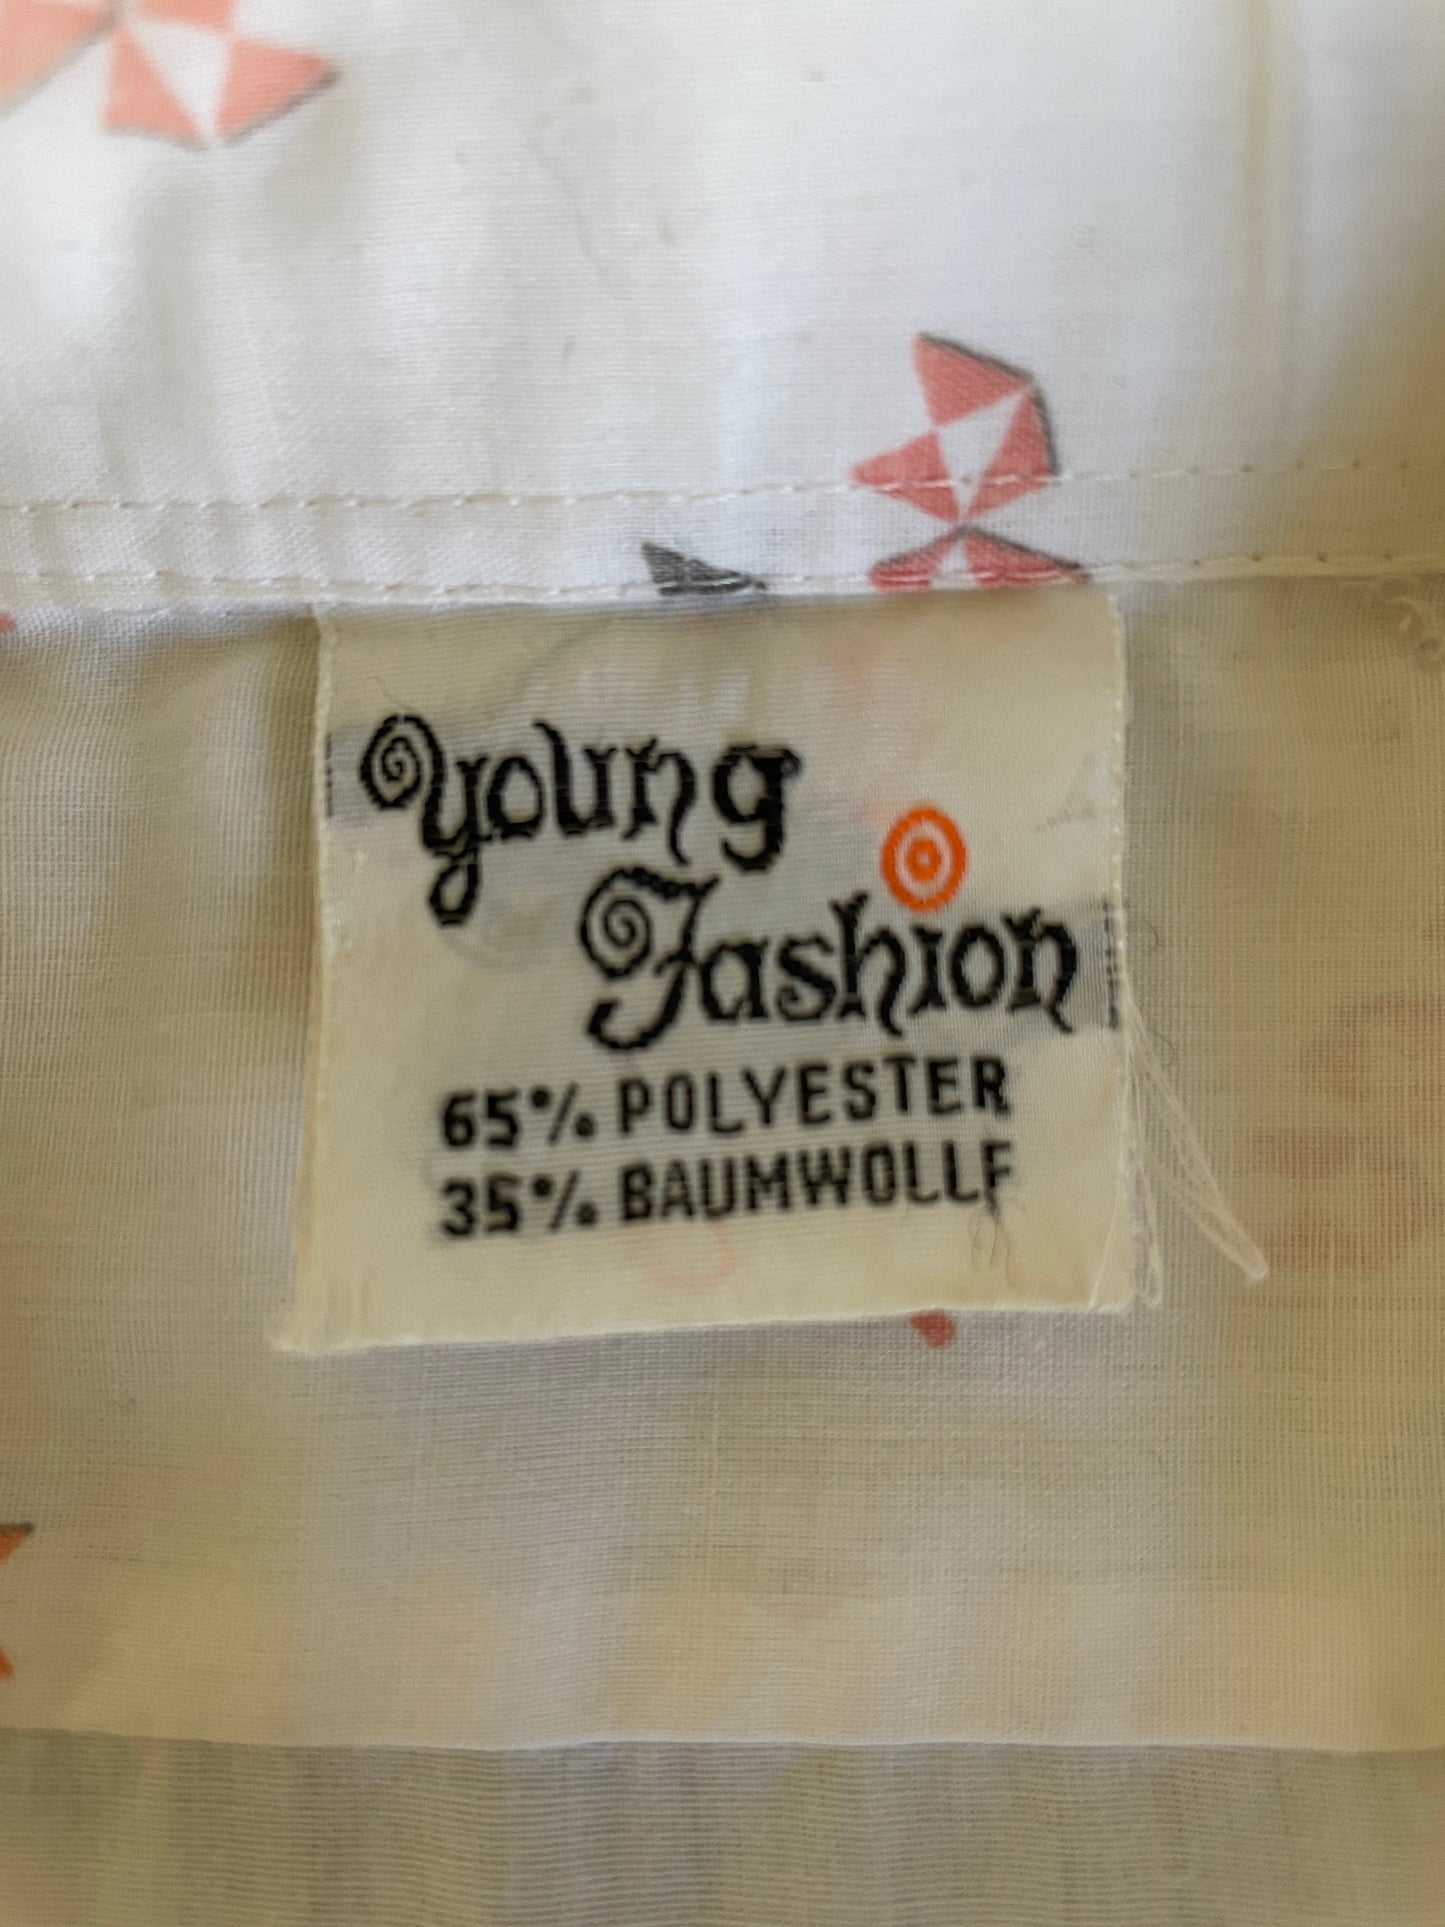 Young
Fashion
65% POLYESTER
35% BAUMWOLLE